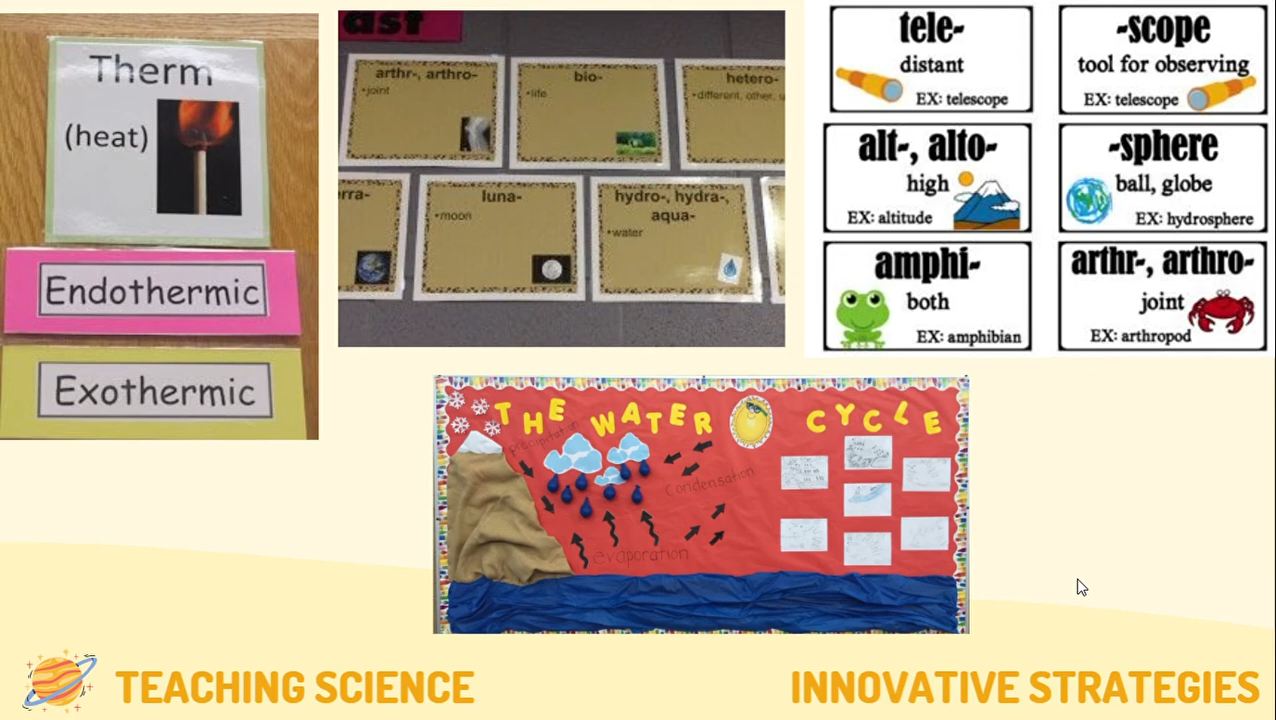 Therm
(heat)
Endothermic
Exothermic
ast
arthr-, arthro-
•joint
bio-
•life
hetero-
•different, other, u
rra-
luna-
•moon
hydro-, hydra-,
aqua-
•water
tele-
distant
EX: telescope
-scope
tool for observing
EX: telescope
alt-, alto-
high
EX: altitude
-sphere
ball, globe
EX: hydrosphere
amphi-
both
EX: amphibian
arthr-, arthro-
joint
EX: arthropod
THE WATER CYCLE
precipitation
Condensation
evaporation
TEACHING SCIENCE
INNOVATIVE STRATEGIES